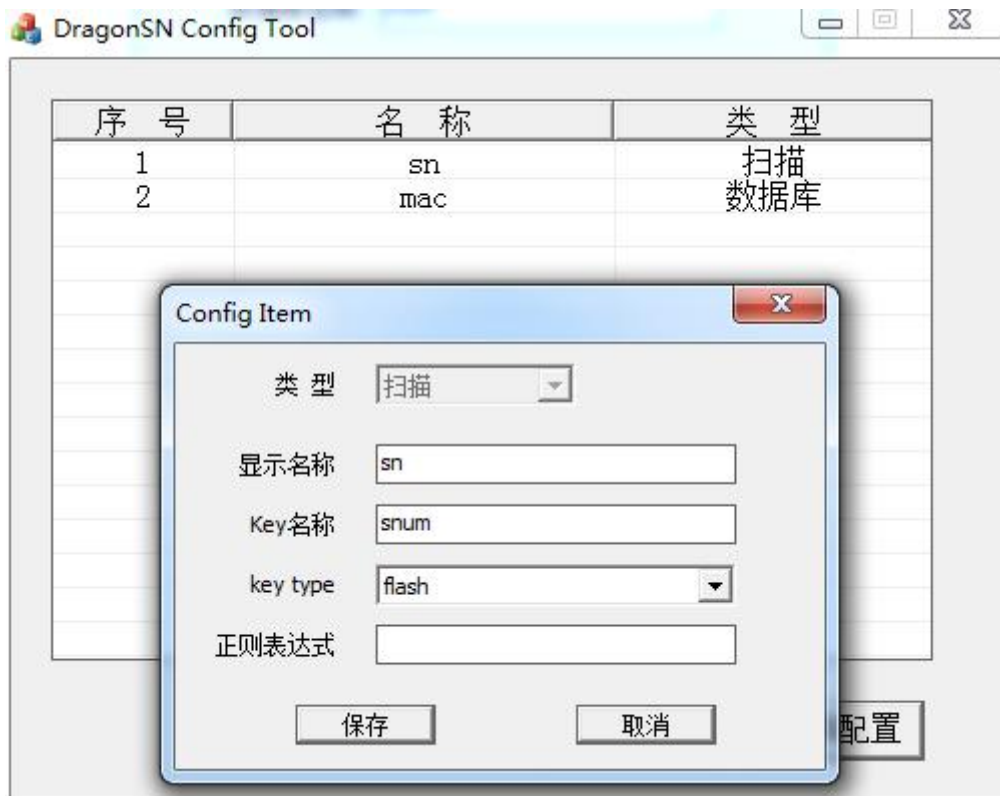 DragonSN Config Tool
序 号 名 称 类 型
1 sn 扫描
2 mac 数据库
Config Item
类 型 扫描
显示名称 sn
Key名称 snum
key type flash
正则表达式
保存 取消
配置